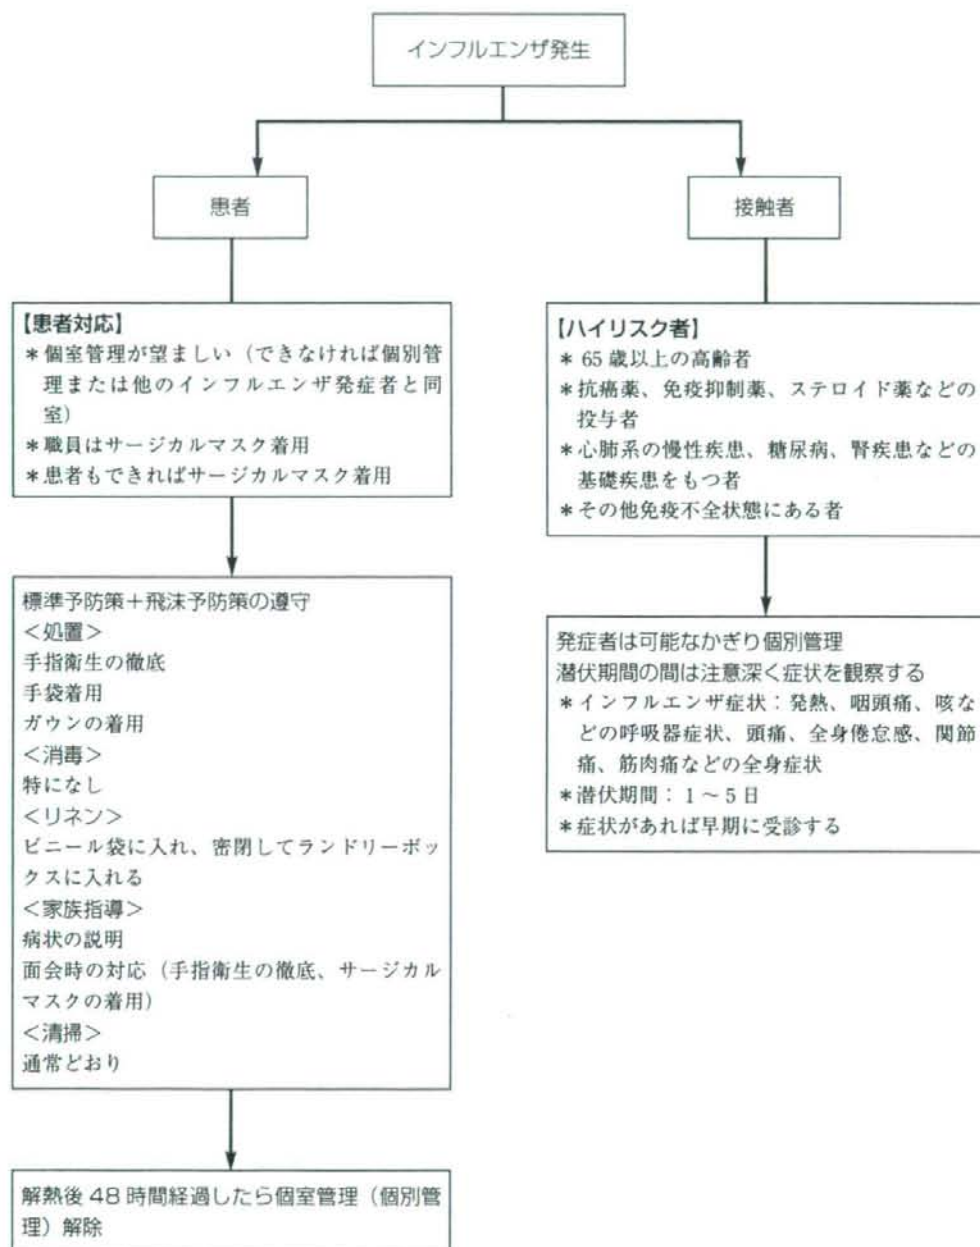 インフルエンザ発生
患者
接触者
【患者対応】
＊個室管理が望ましい（できなければ個別管
理または他のインフルエンザ発症者と同
室）
＊職員はサージカルマスク着用
＊患者もできればサージカルマスク着用
標準予防策＋飛沫予防策の遵守
＜処置＞
手指衛生の徹底
手袋着用
ガウンの着用
＜消毒＞
特になし
＜リネン＞
ビニール袋に入れ、密閉してランドリーボッ
クスに入れる
＜家族指導＞
病状の説明
面会時の対応（手指衛生の徹底、サージカル
マスクの着用）
＜清掃＞
通常どおり
解熱後 48 時間経過したら個室管理（個別管
理）解除
【ハイリスク者】
＊ 65 歳以上の高齢者
＊抗癌薬、免疫抑制薬、ステロイド薬などの
投与者
＊心肺系の慢性疾患、糖尿病、腎疾患などの
基礎疾患をもつ者
＊その他免疫不全状態にある者
発症者は可能なかぎり個別管理
潜伏期間の間は注意深く症状を観察する
＊インフルエンザ症状：発熱、咽頭痛、咳な
どの呼吸器症状、頭痛、全身倦怠感、関節
痛、筋肉痛などの全身症状
＊潜伏期間：１～５日
＊症状があれば早期に受診する